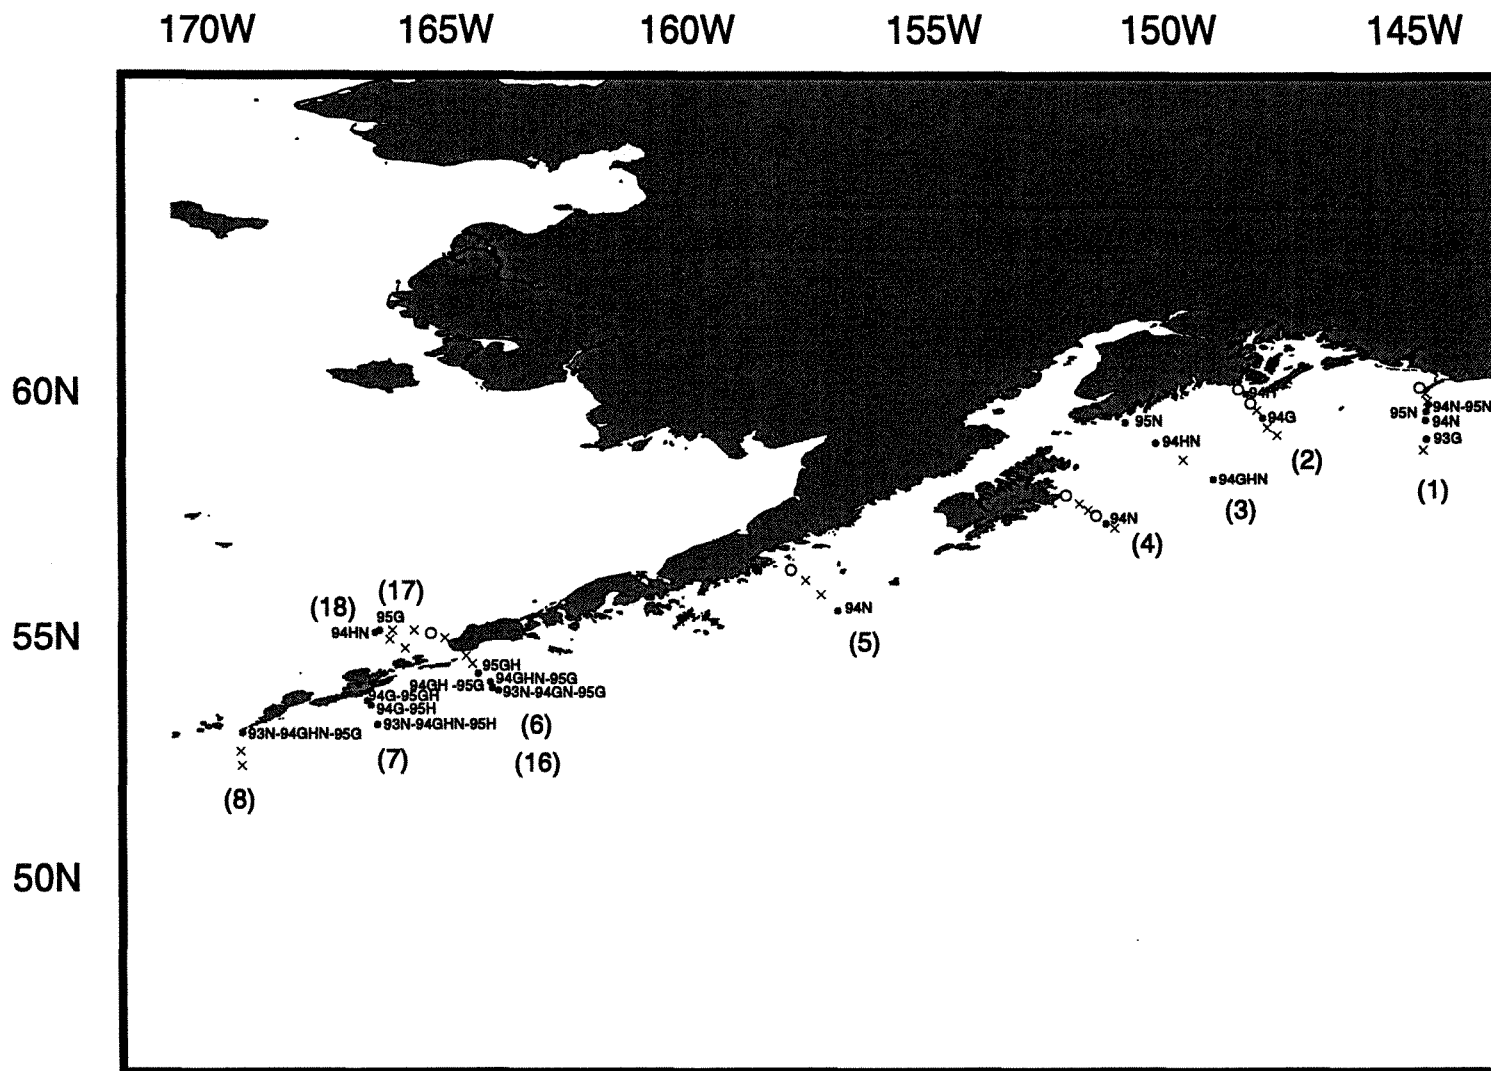 170W 165W 160W 155W 150W 145W
60N
94H
94N-95N
95N
94G
94N
95N
94HN
93G
(2)
94GHN
(1)
(3)
94N
(4)
(17)
(18)
95G
94N
94HN
55N
(5)
95GH
94GHN-95G
94GH -95G
93N-94GN-95G
94G-95GH
94G-95H
93N-94GHN-95H
(6)
93N-94GHN-95G
(7)
(16)
(8)
50N